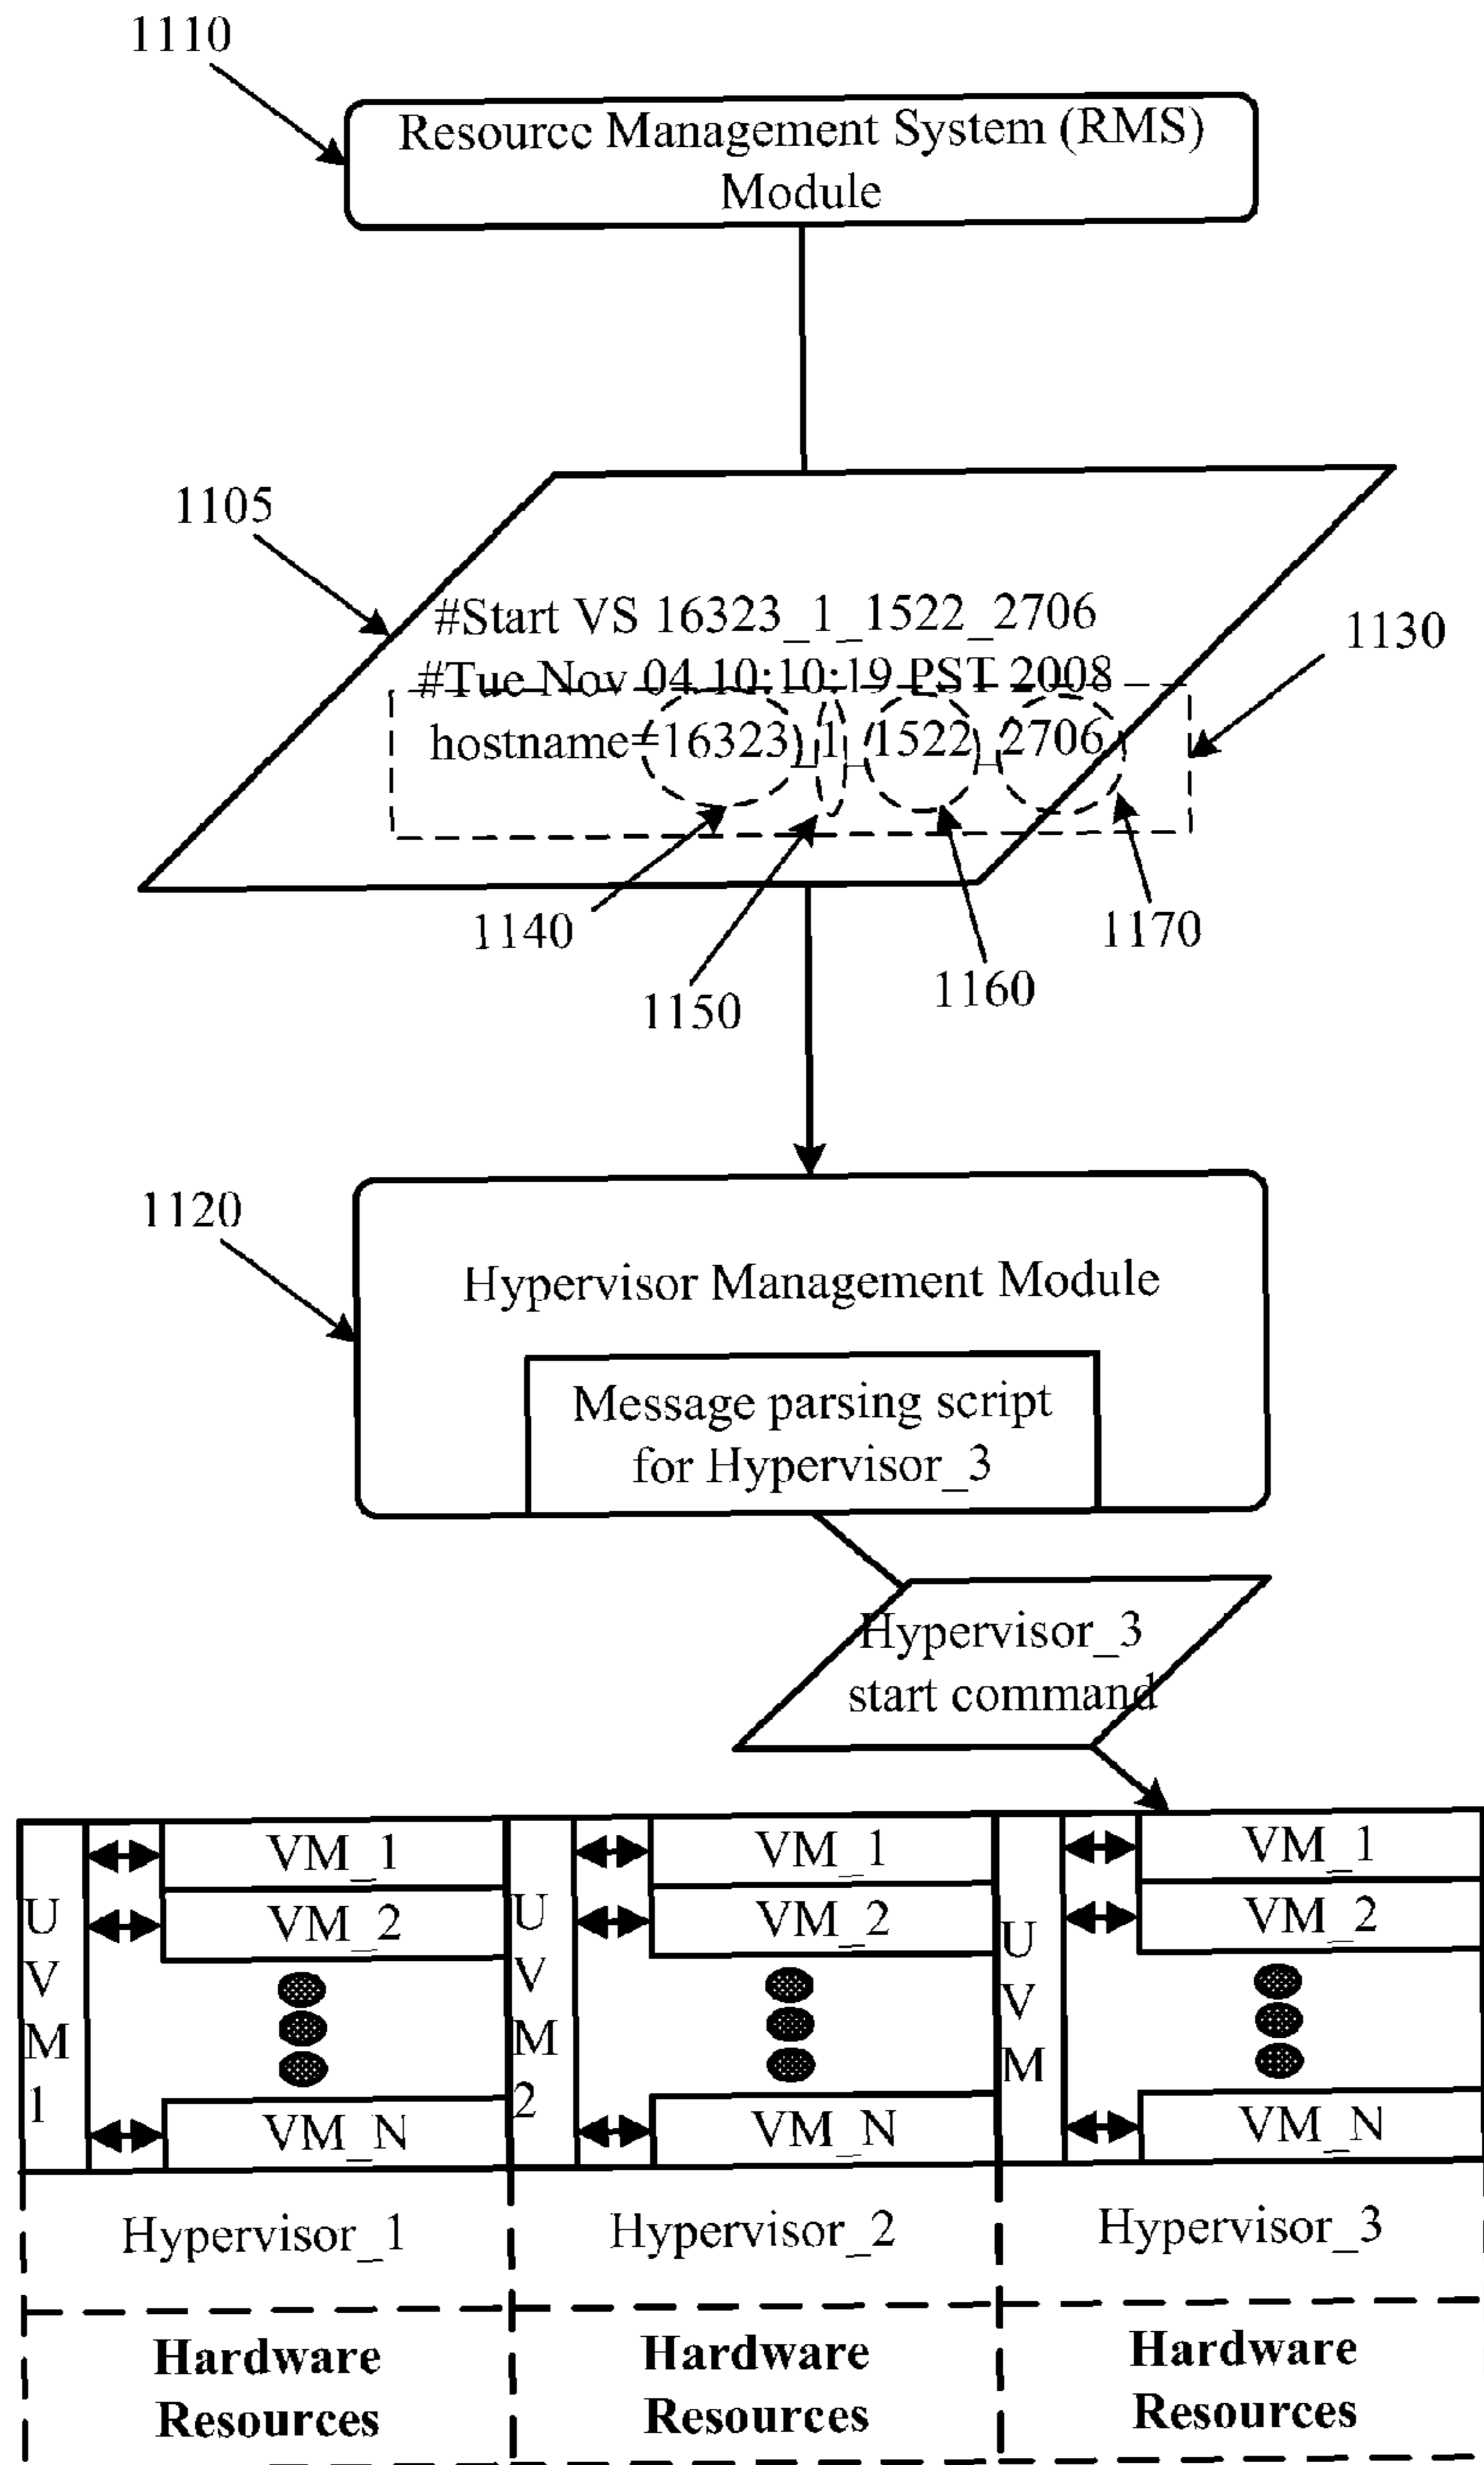 1110
Resource Management System (RMS)
Module
1105
#Start VS 16323_1_1522_2706
1130
#Tue Nov 04 10:10:19 PST 2008
hostname=16323_1_1522_2706
1140
1170
1160
1150
1120
Hypervisor Management Module
Message parsing script
for Hypervisor_3
Hypervisor_3
start command
U
V
M
1
VM_1
VM_2
VM_N
U
V
M
2
VM_1
VM_2
VM_N
U
V
M
VM_1
VM_2
VM_N
Hypervisor_1
Hypervisor_2
Hypervisor_3
Hardware
Resources
Hardware
Resources
Hardware
Resources